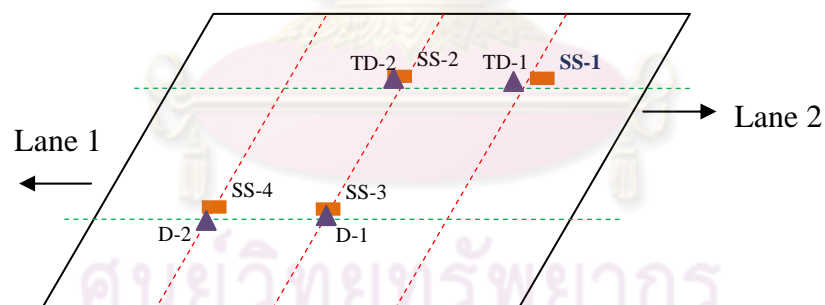 TD-2 SS-2 TD-1 SS-1
Lane 2
Lane 1
SS-4 SS-3
D-2 D-1
ศูนย์วิทยทรัพยากร